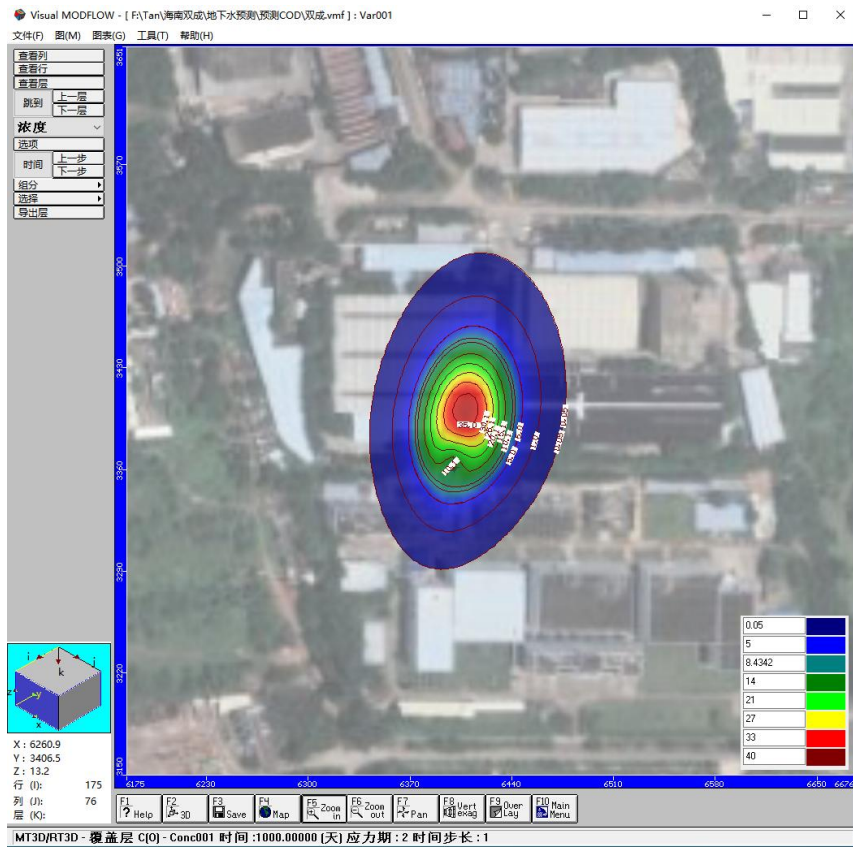 Visual MODFLOW - [ F:\Tan\海南双成\地下水预测\预测COD\双成.vmf ] : Var001
文件(F) 图(M) 图表(G) 工具(T) 帮助(H)
查看列
查看行
查看层
跳到 上一层
下一层
浓度
选项
时间 上一步
下一步
组分
选择
导出层
3651
3570
3500
3430
3360
3290
3220
3150
35.0
1.0
0.05
5
8.4342
14
21
27
33
40
i
j
k
z
y
x
X : 6260.9
Y : 3406.5
Z : 13.2
行 (I): 175
列 (J): 76
层 (K):
6175 6230 6300 6370 6440 6510 6580 6650 6676
F1 Help
F2 3D
F3 Save
F4 Map
F5 Zoom in
F6 Zoom out
F7 Pan
F8 Vert exag
F9 Over Lay
F10 Main Menu
MT3D/RT3D - 覆盖层 C(O) - Conc001 时间 :1000.00000 (天) 应力期 : 2 时间步长 : 1